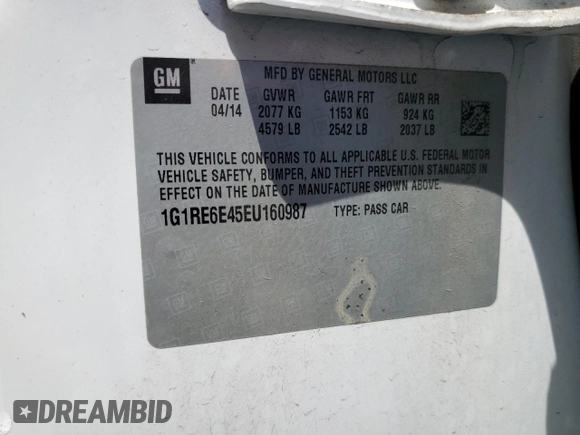 GM
MFD BY GENERAL MOTORS LLC
DATE GVWR GAWR FRT GAWR RR
04/14 2077 KG 1153 KG 924 KG
4579 LB 2542 LB 2037 LB
THIS VEHICLE CONFORMS TO ALL APPLICABLE U.S. FEDERAL MOTOR
VEHICLE SAFETY, BUMPER, AND THEFT PREVENTION STANDARDS IN
EFFECT ON THE DATE OF MANUFACTURE SHOWN ABOVE.
1G1RE6E45EU160987 TYPE: PASS CAR
DREAMBID